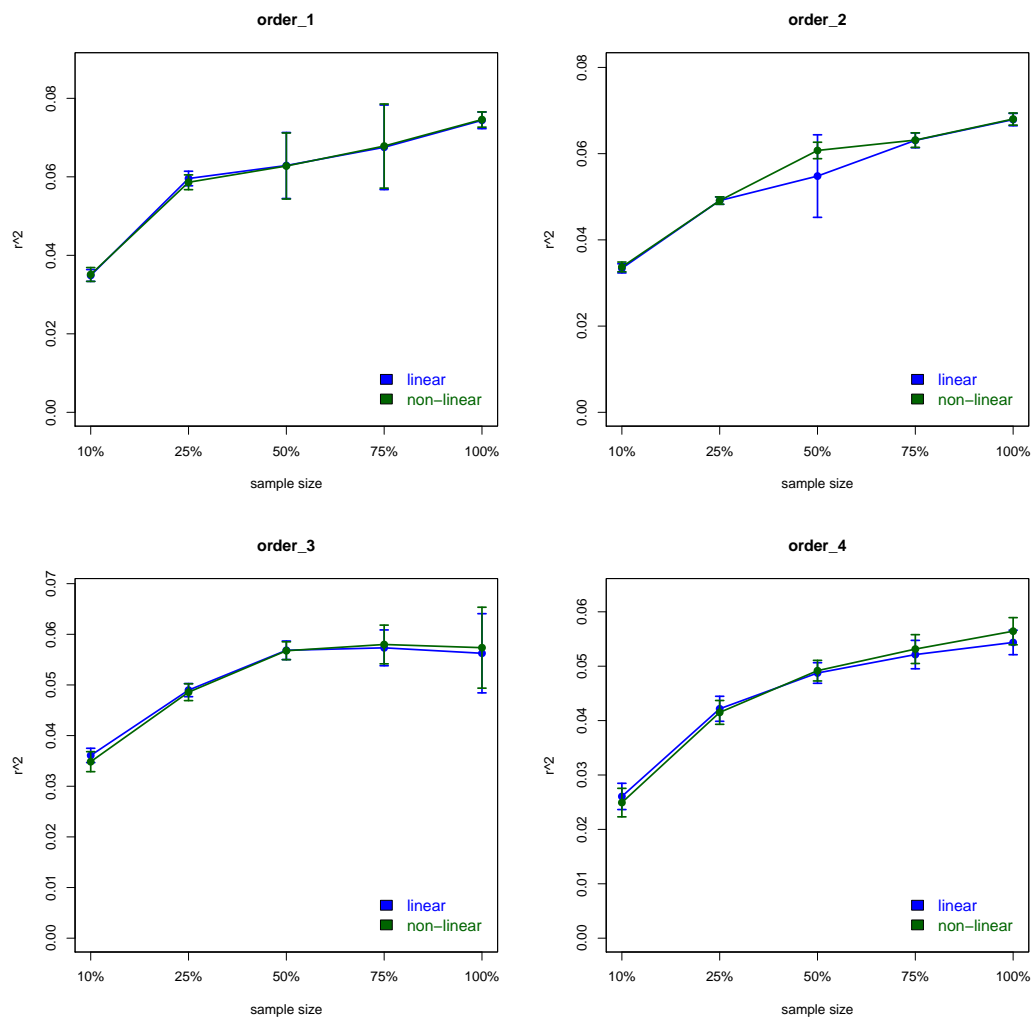 order_1
r^2
0.08
0.06
0.04
0.02
0.00
linear
non-linear
10% 25% 50% 75% 100%
sample size
order_2
r^2
0.08
0.06
0.04
0.02
0.00
linear
non-linear
10% 25% 50% 75% 100%
sample size
order_3
r^2
0.07
0.06
0.05
0.04
0.03
0.02
0.01
0.00
linear
non-linear
10% 25% 50% 75% 100%
sample size
order_4
r^2
0.06
0.05
0.04
0.03
0.02
0.01
0.00
linear
non-linear
10% 25% 50% 75% 100%
sample size